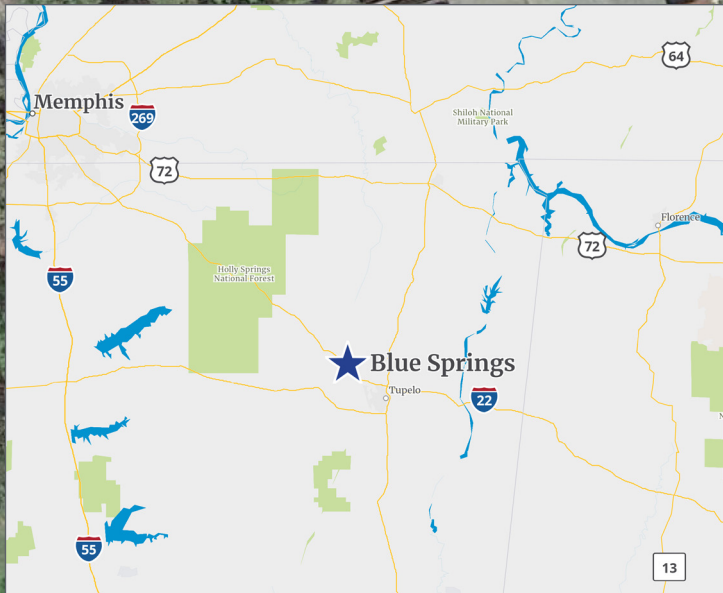 64
Memphis
269
Shiloh National
Military Park
72
Florence
72
Holly Springs
National Forest
55
Blue Springs
Tupelo
22
55
13